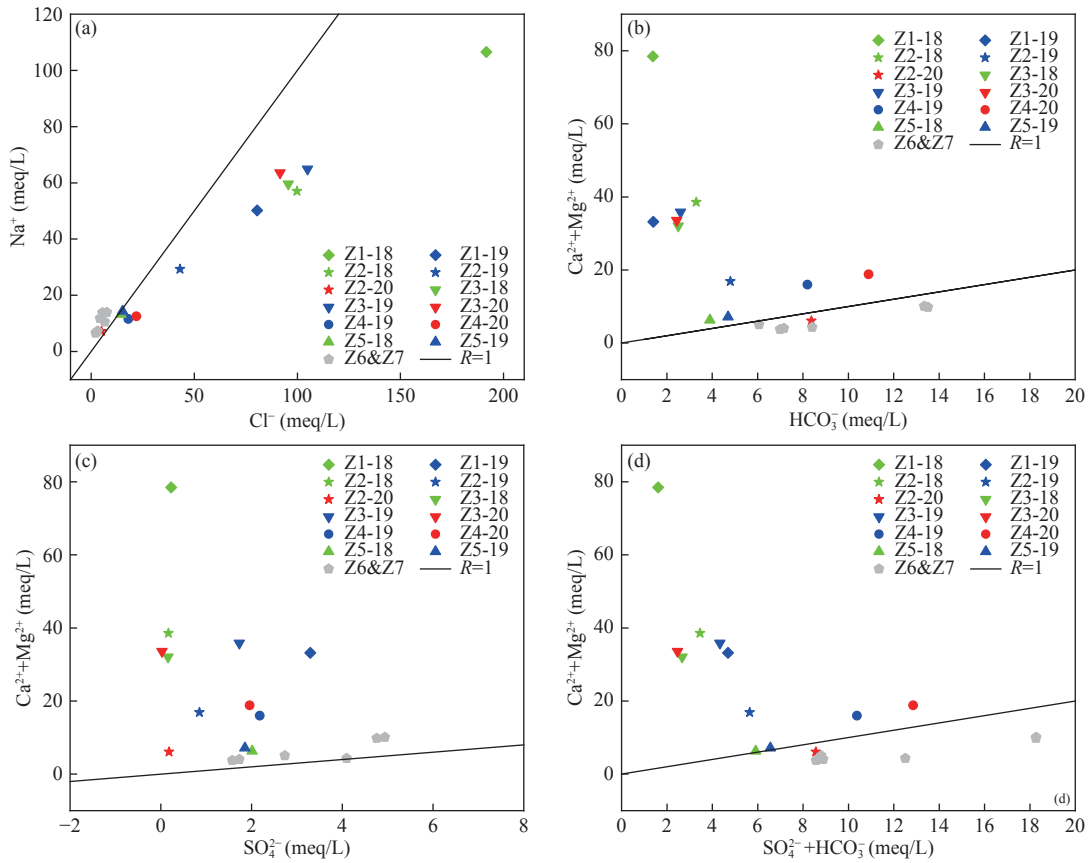 (a)
120
100
80
60
40
20
0
Na⁺ (meq/L)
Z1-18 Z1-19
Z2-18 Z2-19
Z2-20 Z3-18
Z3-19 Z3-20
Z4-19 Z4-20
Z5-18 Z5-19
Z6&Z7 R=1
0 50 100 150 200
Cl⁻ (meq/L)
(b)
80
60
40
20
0
Ca²⁺+Mg²⁺ (meq/L)
Z1-18 Z1-19
Z2-18 Z2-19
Z2-20 Z3-18
Z3-19 Z3-20
Z4-19 Z4-20
Z5-18 Z5-19
Z6&Z7 R=1
0 2 4 6 8 10 12 14 16 18 20
HCO₃⁻ (meq/L)
(c)
80
60
40
20
0
Ca²⁺+Mg²⁺ (meq/L)
Z1-18 Z1-19
Z2-18 Z2-19
Z2-20 Z3-18
Z3-19 Z3-20
Z4-19 Z4-20
Z5-18 Z5-19
Z6&Z7 R=1
−2 0 2 4 6 8
SO₄²⁻ (meq/L)
(d)
80
60
40
20
0
Ca²⁺+Mg²⁺ (meq/L)
Z1-18 Z1-19
Z2-18 Z2-19
Z2-20 Z3-18
Z3-19 Z3-20
Z4-19 Z4-20
Z5-18 Z5-19
Z6&Z7 R=1
(d)
0 2 4 6 8 10 12 14 16 18 20
SO₄²⁻+HCO₃⁻ (meq/L)